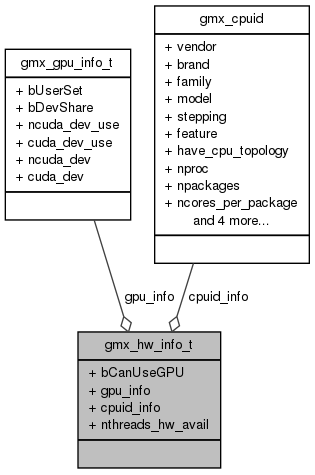 gmx_gpu_info_t
+ bUserSet
+ bDevShare
+ ncuda_dev_use
+ cuda_dev_use
+ ncuda_dev
+ cuda_dev
gmx_cpuid
+ vendor
+ brand
+ family
+ model
+ stepping
+ feature
+ have_cpu_topology
+ nproc
+ npackages
+ ncores_per_package
and 4 more...
gpu_info
cpuid_info
gmx_hw_info_t
+ bCanUseGPU
+ gpu_info
+ cpuid_info
+ nthreads_hw_avail